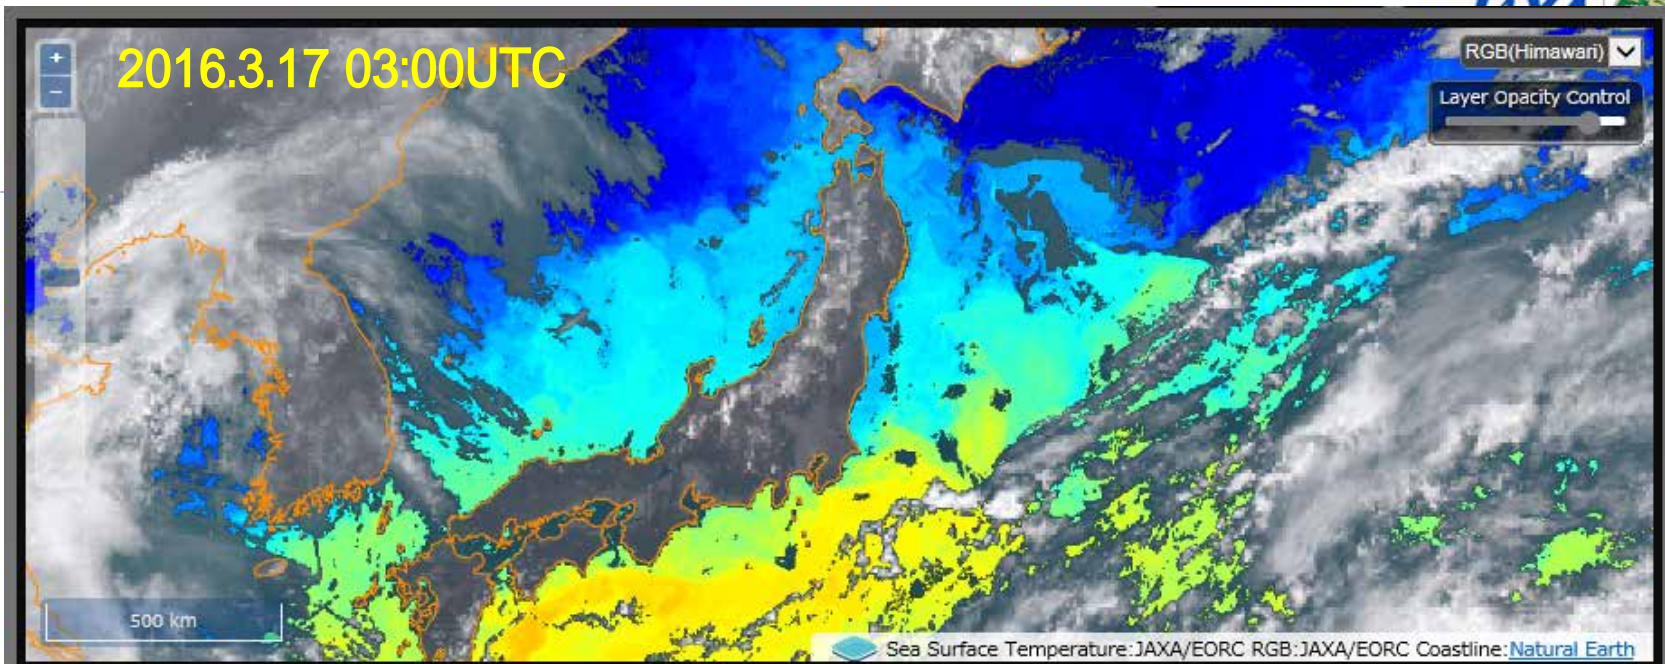 2016.3.17 03:00UTC
+
−
RGB(Himawari)
Layer Opacity Control
500 km
Sea Surface Temperature:JAXA/EORC RGB:JAXA/EORC Coastline:Natural Earth